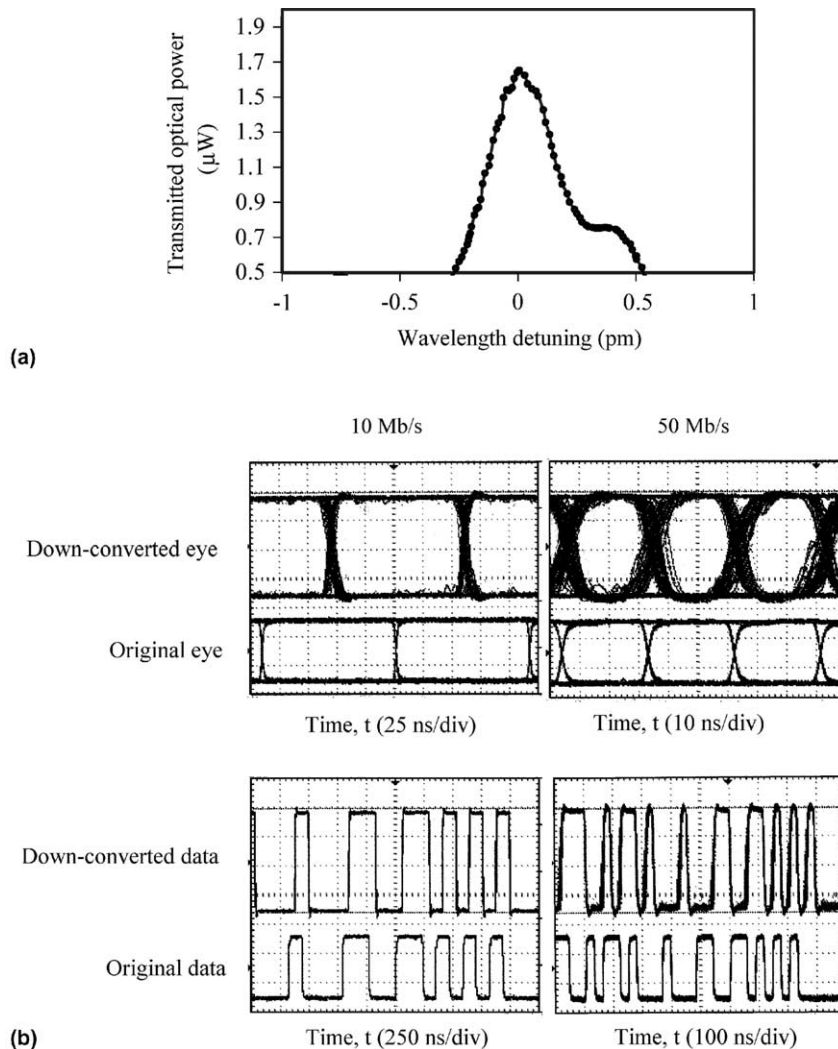 Transmitted optical power
(µW)
1.9
1.7
1.5
1.3
1.1
0.9
0.7
0.5
-1
-0.5
0
0.5
1
Wavelength detuning (pm)
(a)
10 Mb/s
50 Mb/s
Down-converted eye
Original eye
Time, t (25 ns/div)
Time, t (10 ns/div)
Down-converted data
Original data
Time, t (250 ns/div)
Time, t (100 ns/div)
(b)